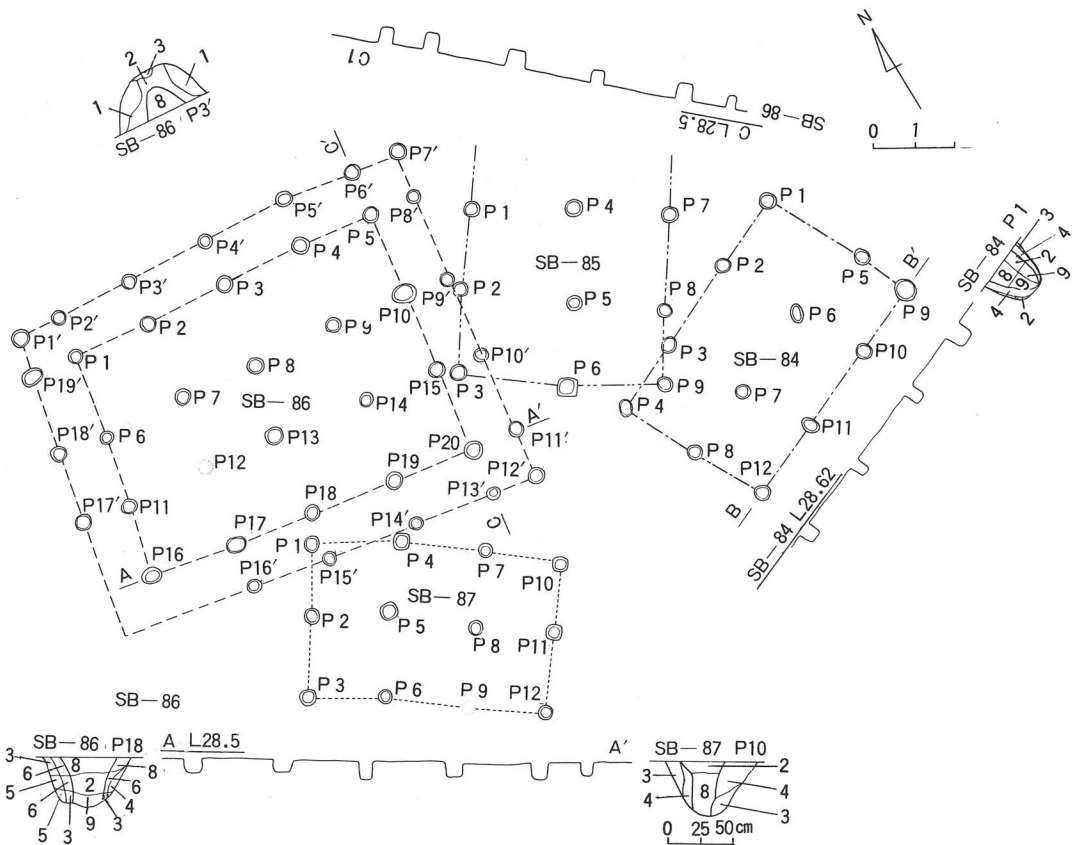 2 3 1
1 8
SB—86 P3'
C1
C L28.5
SB—86
N
0 1
C'
P7'
P6'
P8'
P5'
P4'
P3'
P2'
P1'
P19'
P18'
P17'
P9'
P10'
P11'
P12'
P13'
P14'
P15'
P16'
P5
P4
P3
P2
P1
P10
P9
P8
P7
SB—86
P14
P13
P12
P6
P11
P15
P20
P19
P18
P17
P16
A
A'
C
P1
P4
P7
SB—85
P2
P5
P8
P3
P6
P9
P1
P5
B'
P2
P6
P9
P3
SB—84
P10
P4
P7
P11
P8
P12
B
SB—84 P1
3
4
2
8 9 9
4 2
SB—84 L28.62
P1
P4
P7
P10
SB—87
P2
P5
P8
P11
P3
P6
P9
P12
SB—86
SB—86 P18
3 8 8
6 6
5 2 4
6
5 3 9 3
A L28.5
A'
SB—87 P10
3 2
4 8 4
3
0 25 50cm